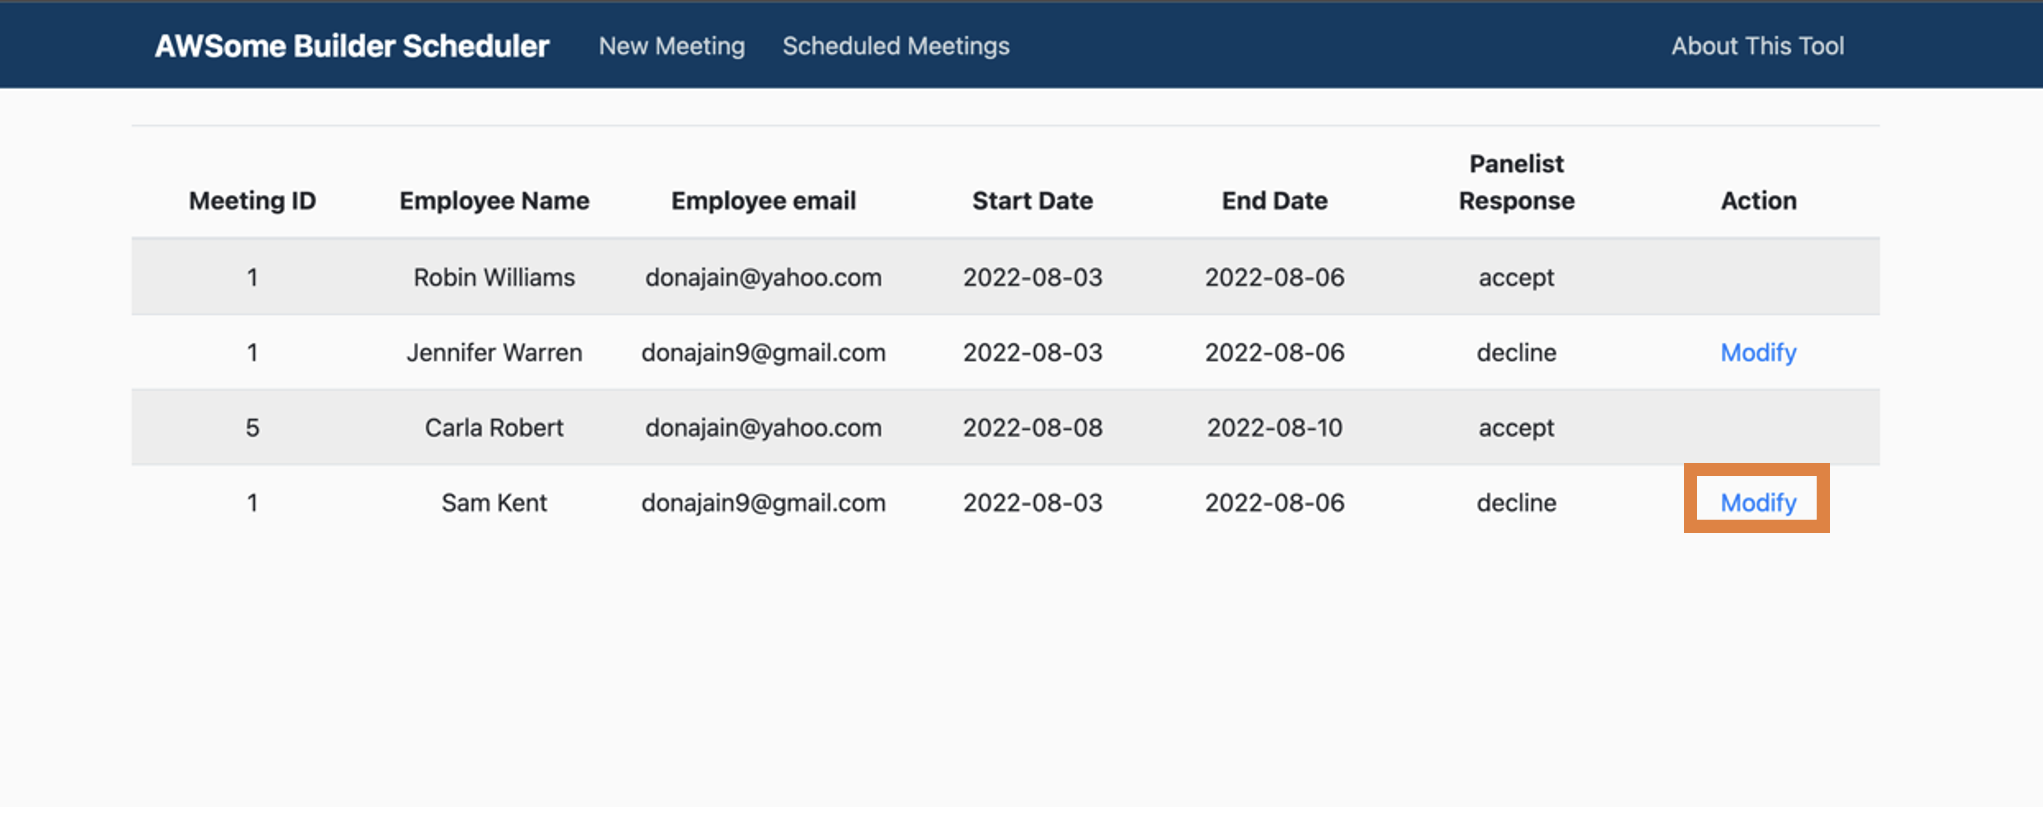 AWSome Builder Scheduler New Meeting Scheduled Meetings About This Tool
Meeting ID Employee Name Employee email Start Date End Date Panelist Response Action
1 Robin Williams donajain@yahoo.com 2022-08-03 2022-08-06 accept
1 Jennifer Warren donajain9@gmail.com 2022-08-03 2022-08-06 decline Modify
5 Carla Robert donajain@yahoo.com 2022-08-08 2022-08-10 accept
1 Sam Kent donajain9@gmail.com 2022-08-03 2022-08-06 decline Modify